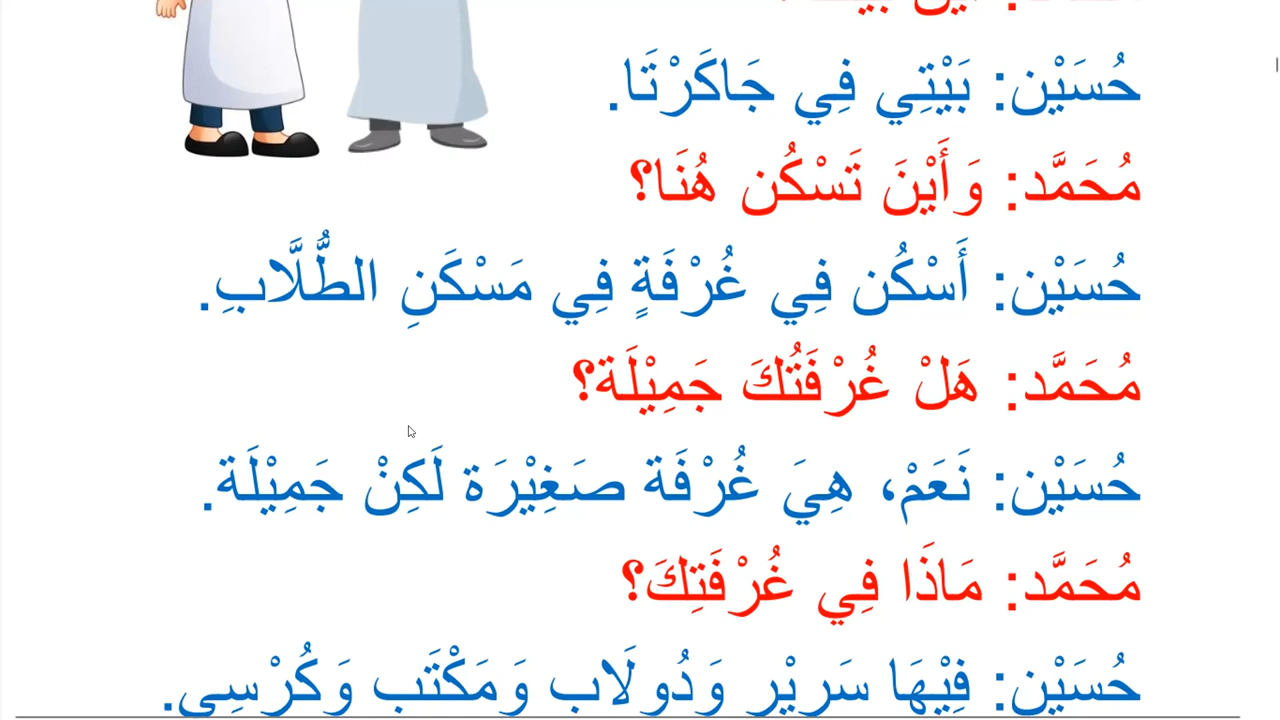 حُسَيْن: بَيْتِي فِي جَاكَرْتَا.
مُحَمَّد: وَأَيْنَ تَسْكُن هُنَا؟
حُسَيْن: أَسْكُن فِي غُرْفَةٍ فِي مَسْكَنِ الطُّلَّابِ.
مُحَمَّد: هَلْ غُرْفَتُكَ جَمِيْلَة؟
حُسَيْن: نَعَمْ، هِيَ غُرْفَة صَغِيْرَة لَكِنْ جَمِيْلَة.
مُحَمَّد: مَاذَا فِي غُرْفَتِكَ؟
حُسَيْن: فِيْهَا سَرِيْر وَدُولَاب وَمَكْتَب وَكُرْسِي.